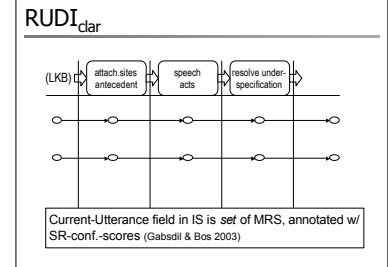 RUDIclar
(LKB)
attach.sites
antecedent
speech
acts
resolve under-
specification
Current-Utterance field in IS is set of MRS, annotated w/
SR-conf.-scores (Gabsdil & Bos 2003)